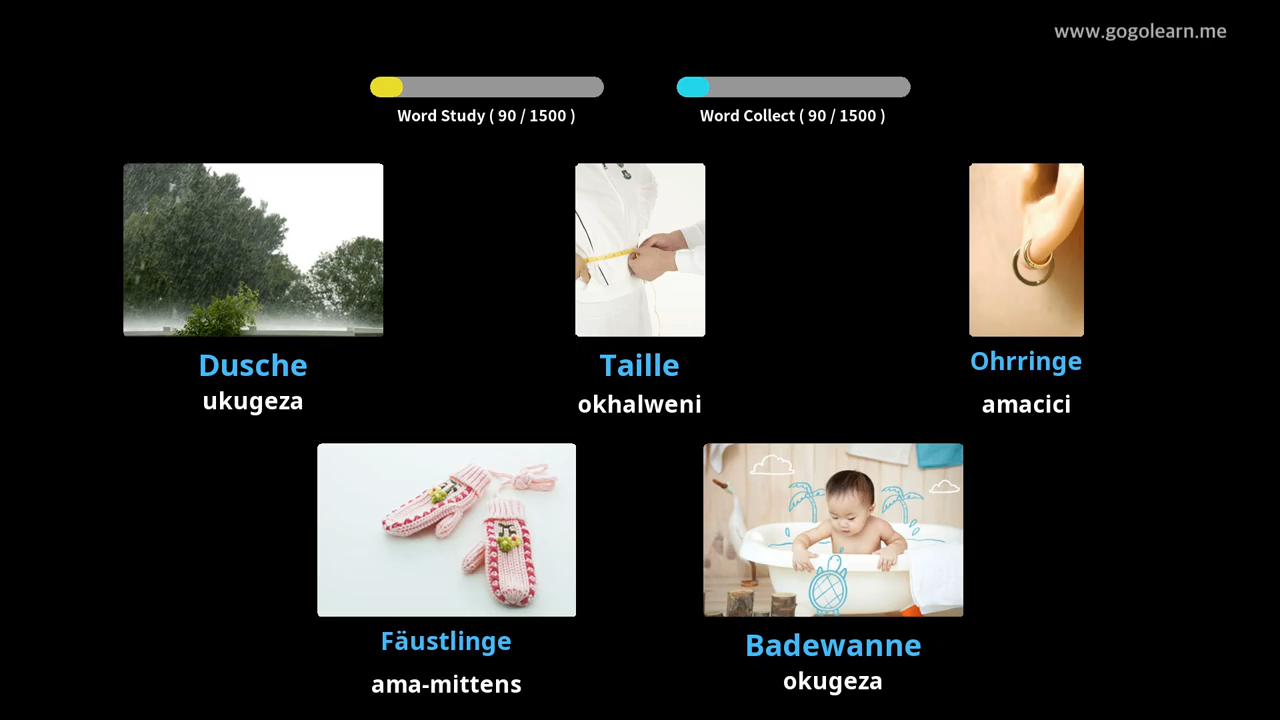 www.gogolearn.me
Word Study ( 90 / 1500 )
Word Collect ( 90 / 1500 )
Dusche
ukugeza
Taille
okhalweni
Ohrringe
amacici
Fäustlinge
ama-mittens
Badewanne
okugeza